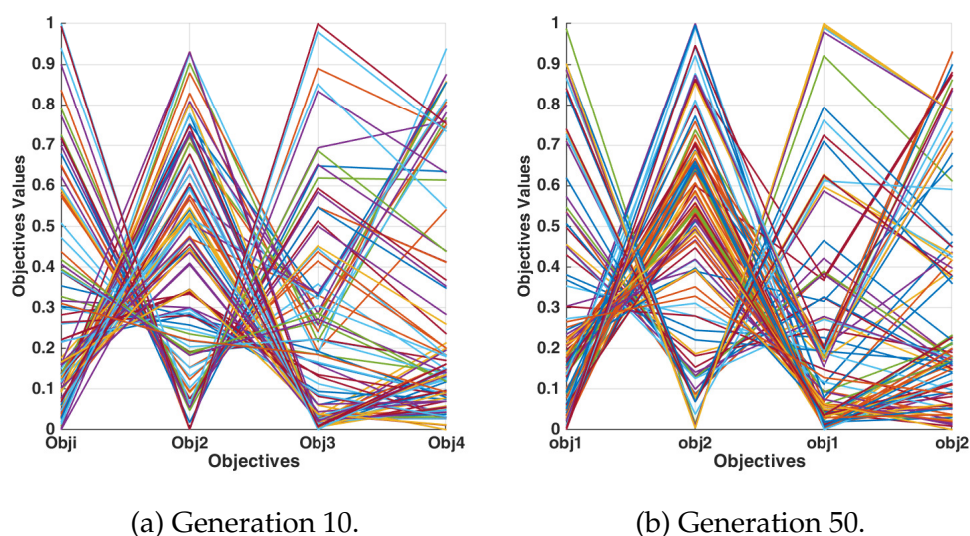 1
0.9
0.8
0.7
0.6
0.5
0.4
0.3
0.2
0.1
0
Objectives Values
Obji Obj2 Obj3 Obj4
Objectives
(a) Generation 10.
1
0.9
0.8
0.7
0.6
0.5
0.4
0.3
0.2
0.1
0
Objectives Values
obj1 obj2 obj1 obj2
Objectives
(b) Generation 50.